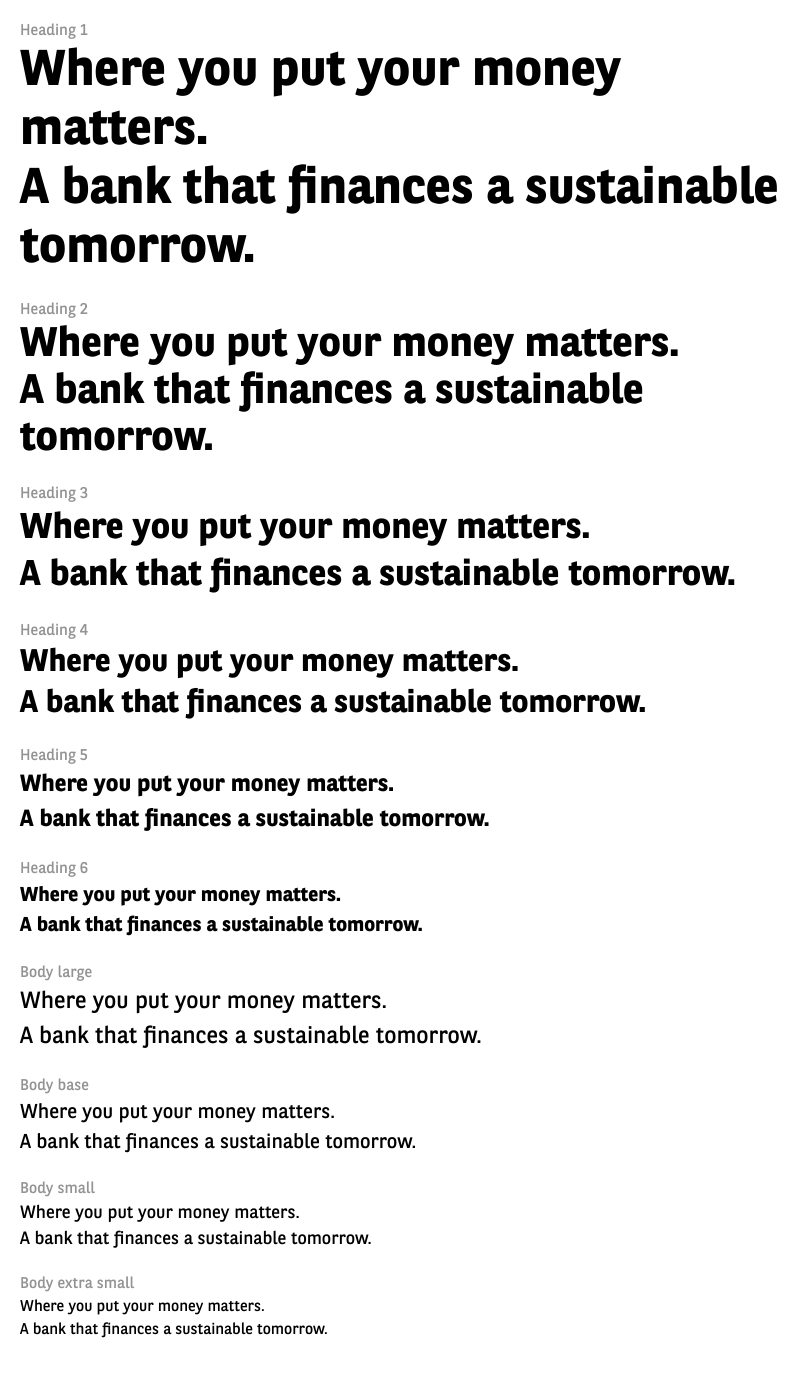 Heading 1
Where you put your money
matters.
A bank that finances a sustainable
tomorrow.
Heading 2
Where you put your money matters.
A bank that finances a sustainable
tomorrow.
Heading 3
Where you put your money matters.
A bank that finances a sustainable tomorrow.
Heading 4
Where you put your money matters.
A bank that finances a sustainable tomorrow.
Heading 5
Where you put your money matters.
A bank that finances a sustainable tomorrow.
Heading 6
Where you put your money matters.
A bank that finances a sustainable tomorrow.
Body large
Where you put your money matters.
A bank that finances a sustainable tomorrow.
Body base
Where you put your money matters.
A bank that finances a sustainable tomorrow.
Body small
Where you put your money matters.
A bank that finances a sustainable tomorrow.
Body extra small
Where you put your money matters.
A bank that finances a sustainable tomorrow.